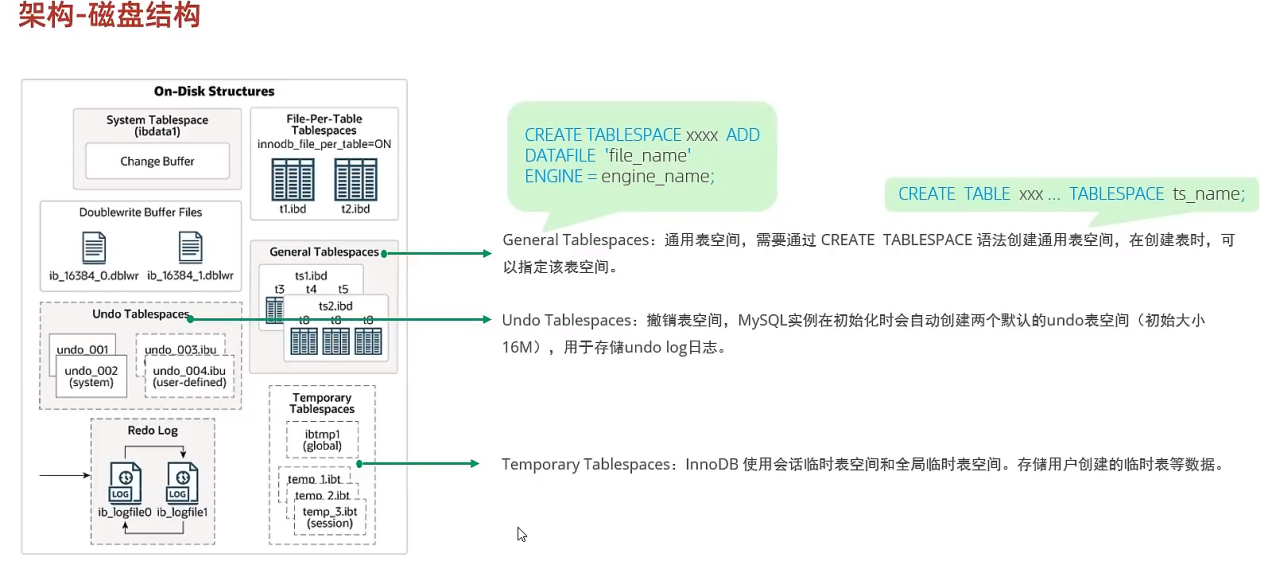 架构-磁盘结构
On-Disk Structures
System Tablespace
(ibdata1)
Change Buffer
File-Per-Table
Tablespaces
innodb_file_per_table=ON
t1.ibd
t2.ibd
Doublewrite Buffer Files
ib_16384_0.dblwr
ib_16384_1.dblwr
General Tablespaces
ts1.ibd
t3 t4 t5
ts2.ibd
Undo Tablespaces
undo_001
undo_002
(system)
undo_003.ibu
undo_004.ibu
(user-defined)
Temporary
Tablespaces
ibtmp1
(global)
temp_1.ibt
temp_2.ibt
temp_3.ibt
(session)
Redo Log
LOG
LOG
ib_logfile0
ib_logfile1
CREATE TABLESPACE xxxx ADD
DATAFILE 'file_name'
ENGINE = engine_name;
CREATE TABLE xxx ... TABLESPACE ts_name;
General Tablespaces：通用表空间，需要通过 CREATE TABLESPACE 语法创建通用表空间，在创建表时，可
以指定该表空间。
Undo Tablespaces：撤销表空间，MySQL实例在初始化时会自动创建两个默认的undo表空间（初始大小
16M），用于存储undo log日志。
Temporary Tablespaces：InnoDB 使用会话临时表空间和全局临时表空间。存储用户创建的临时表等数据。